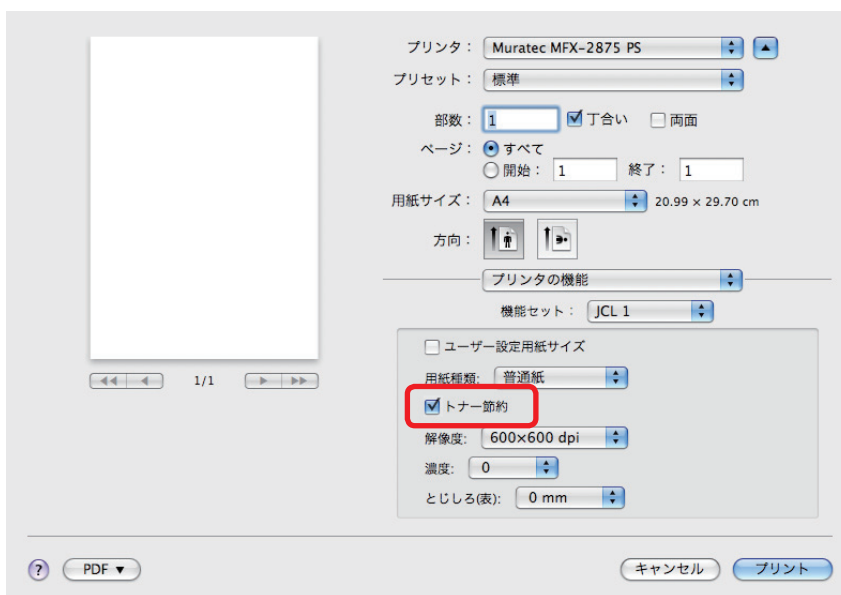 プリンタ： Muratec MFX-2875 PS
プリセット： 標準
部数： 1 丁合い 両面
ページ： すべて
開始： 1 終了： 1
用紙サイズ： A4 20.99 × 29.70 cm
方向：
プリンタの機能
機能セット： JCL 1
ユーザー設定用紙サイズ
用紙種類: 普通紙
1/1
トナー節約
解像度: 600×600 dpi
濃度: 0
とじしろ(表): 0 mm
? PDF ▼ キャンセル プリント